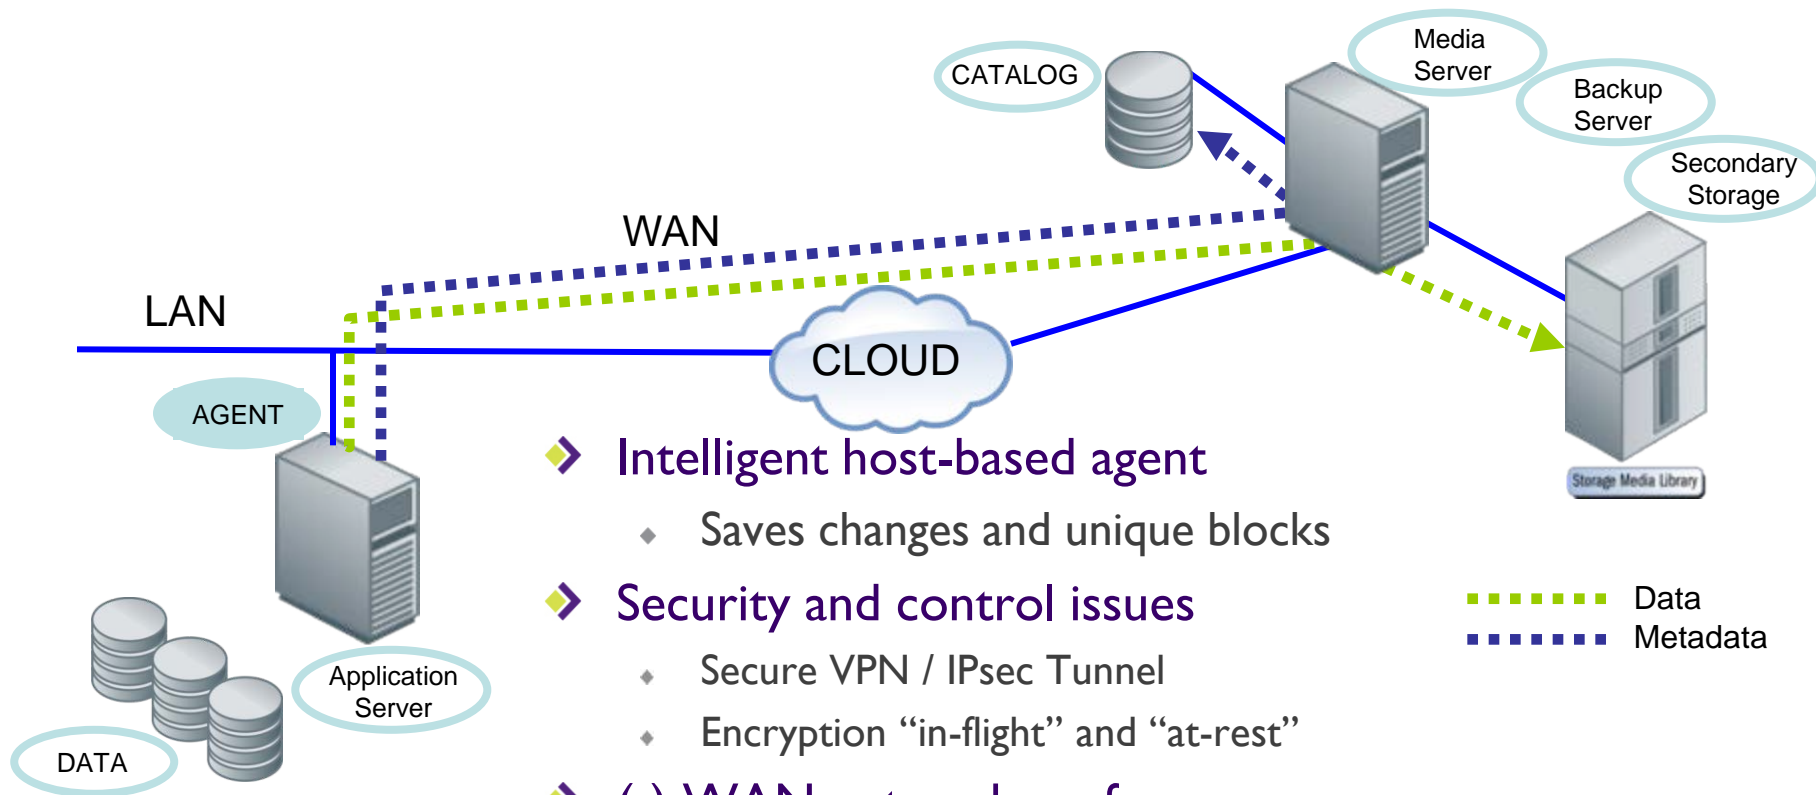 CATALOG
Media
Server
Backup
Server
Secondary
Storage
WAN
LAN
CLOUD
AGENT
Storage Media Library
Intelligent host-based agent
Saves changes and unique blocks
Security and control issues
Secure VPN / IPsec Tunnel
Encryption “in-flight” and “at-rest”
Data
Metadata
Application
Server
DATA